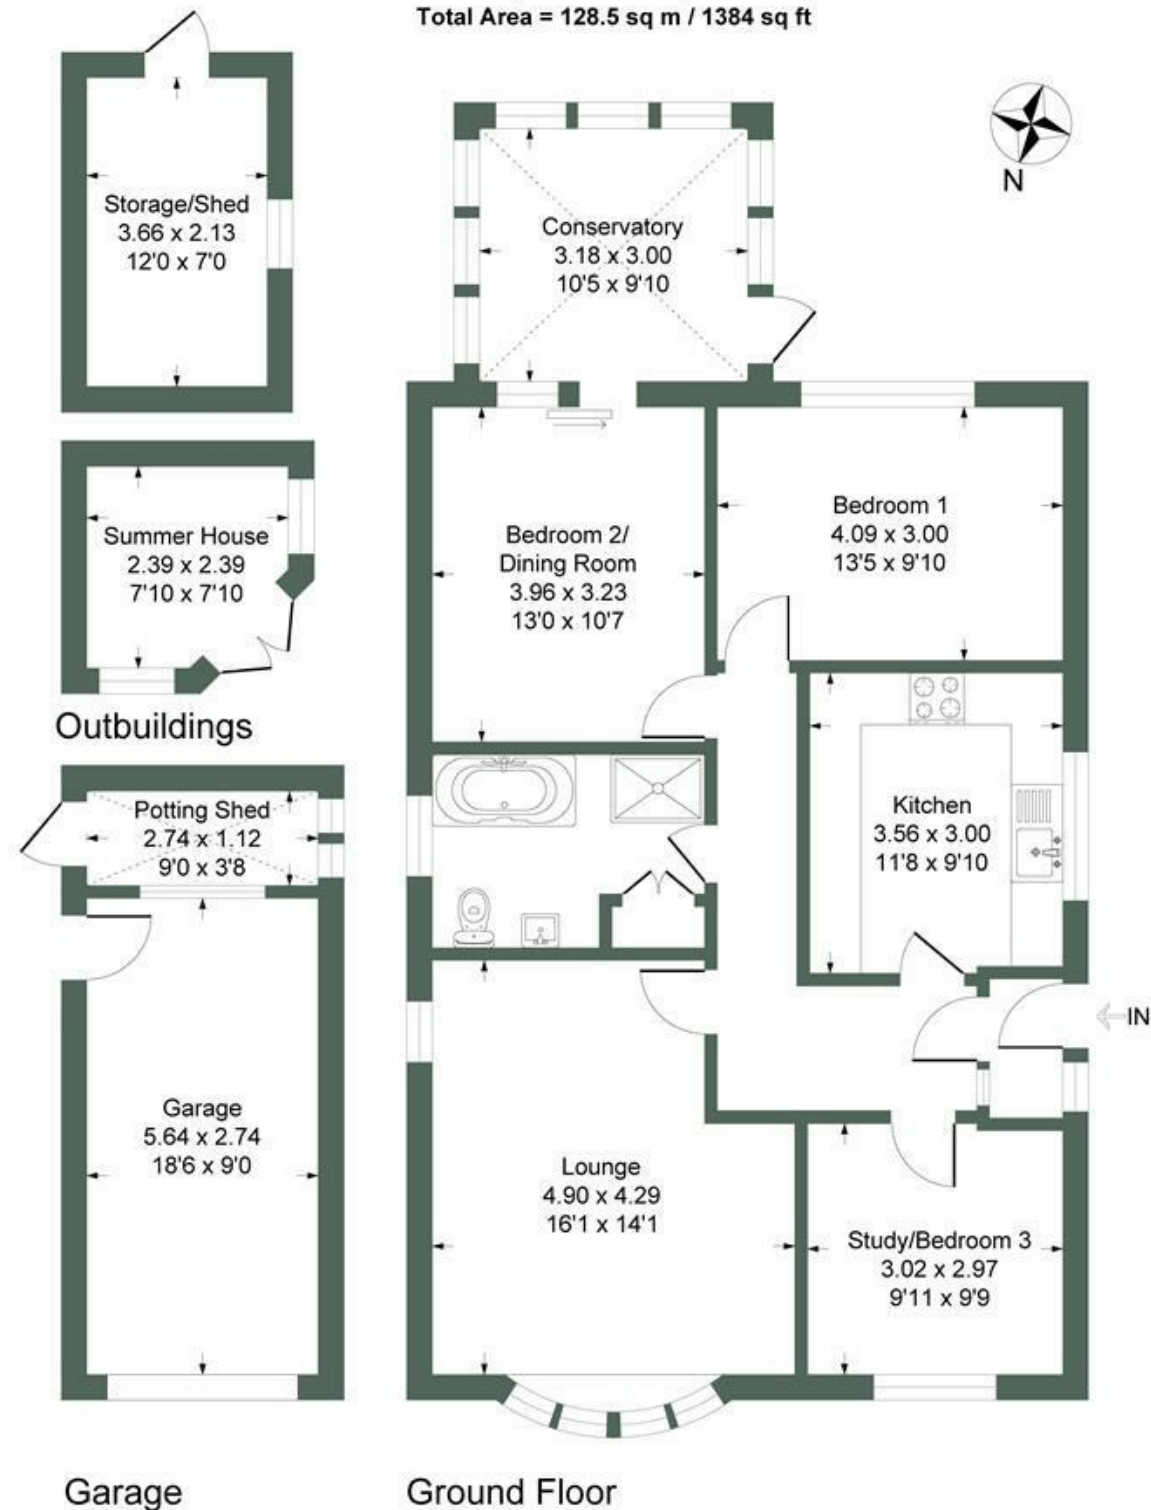 Total Area = 128.5 sq m / 1384 sq ft
N
Storage/Shed
3.66 x 2.13
12'0 x 7'0
Conservatory
3.18 x 3.00
10'5 x 9'10
Summer House
2.39 x 2.39
7'10 x 7'10
Outbuildings
Bedroom 2/
Dining Room
3.96 x 3.23
13'0 x 10'7
Bedroom 1
4.09 x 3.00
13'5 x 9'10
Potting Shed
2.74 x 1.12
9'0 x 3'8
Kitchen
3.56 x 3.00
11'8 x 9'10
IN
Garage
5.64 x 2.74
18'6 x 9'0
Lounge
4.90 x 4.29
16'1 x 14'1
Study/Bedroom 3
3.02 x 2.97
9'11 x 9'9
Garage
Ground Floor